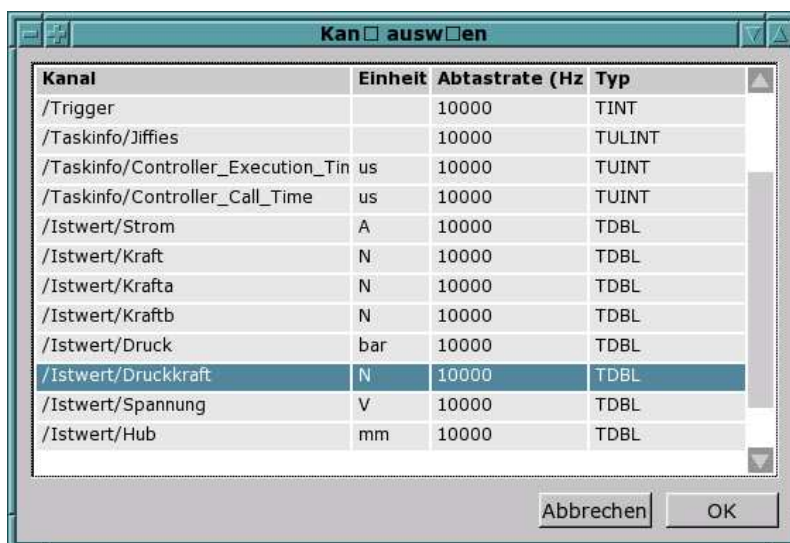 Kan□ ausw□en
Kanal Einheit Abtastrate (Hz Typ
/Trigger 10000 TINT
/Taskinfo/Jiffies 10000 TULINT
/Taskinfo/Controller_Execution_Tin us 10000 TUINT
/Taskinfo/Controller_Call_Time us 10000 TUINT
/Istwert/Strom A 10000 TDBL
/Istwert/Kraft N 10000 TDBL
/Istwert/Krafta N 10000 TDBL
/Istwert/Kraftb N 10000 TDBL
/Istwert/Druck bar 10000 TDBL
/Istwert/Druckkraft N 10000 TDBL
/Istwert/Spannung V 10000 TDBL
/Istwert/Hub mm 10000 TDBL
Abbrechen OK